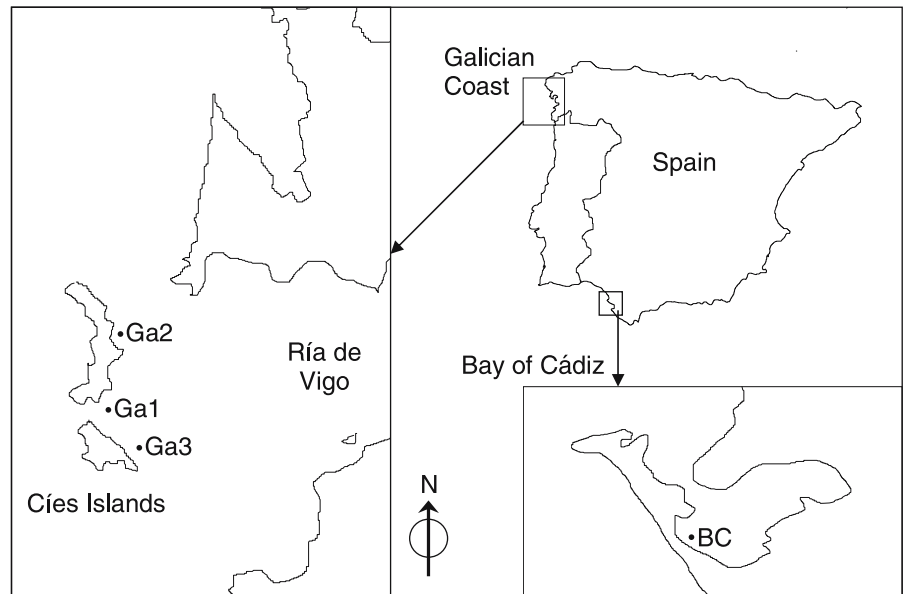 Galician
Coast
Spain
Ga2
Ría de
Vigo
Bay of Cádiz
Ga1
Ga3
Cíes Islands
N
BC